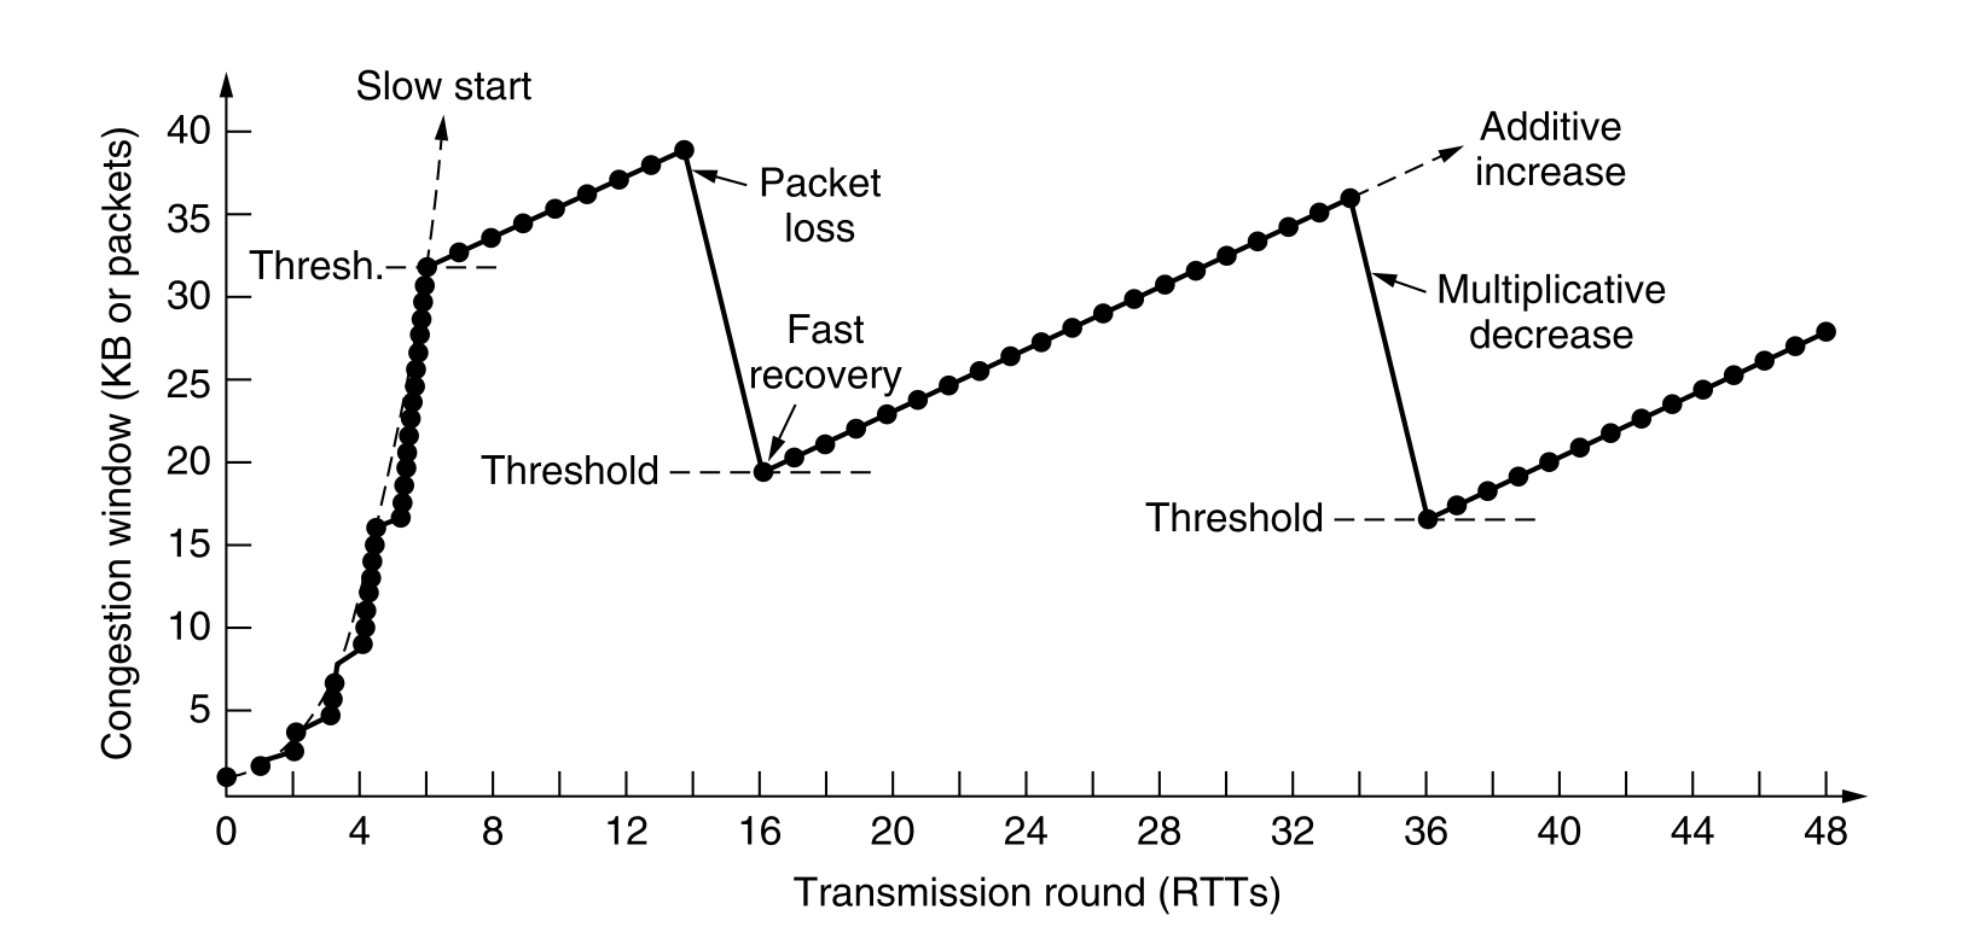 Slow start
40
Additive
increase
Packet
loss
35
Thresh.
30
Multiplicative
decrease
Fast
recovery
25
20
Threshold
Threshold
15
10
5
Congestion window (KB or packets)
0 4 8 12 16 20 24 28 32 36 40 44 48
Transmission round (RTTs)